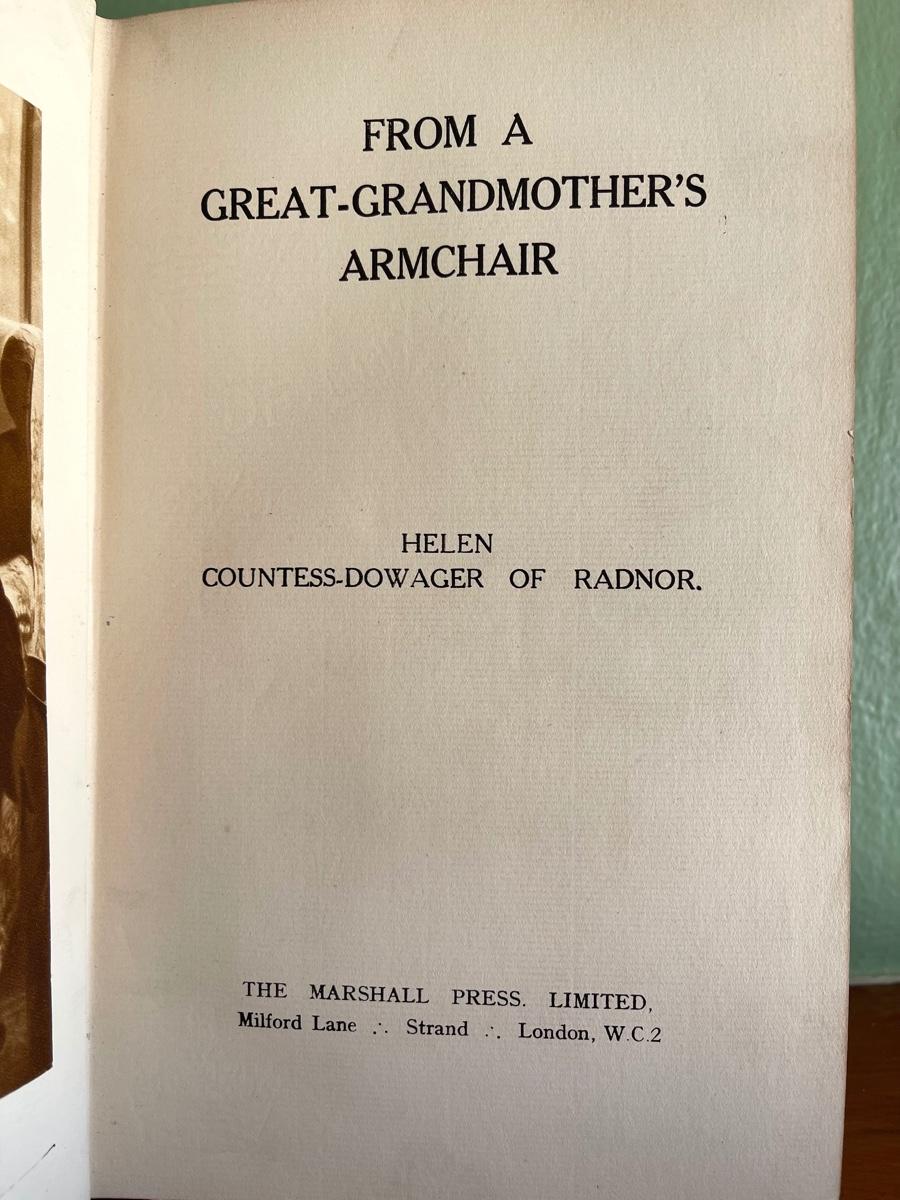 FROM A
GREAT-GRANDMOTHER'S
ARMCHAIR
HELEN
COUNTESS-DOWAGER OF RADNOR.
THE MARSHALL PRESS. LIMITED,
Milford Lane ∴ Strand ∴ London, W.C.2